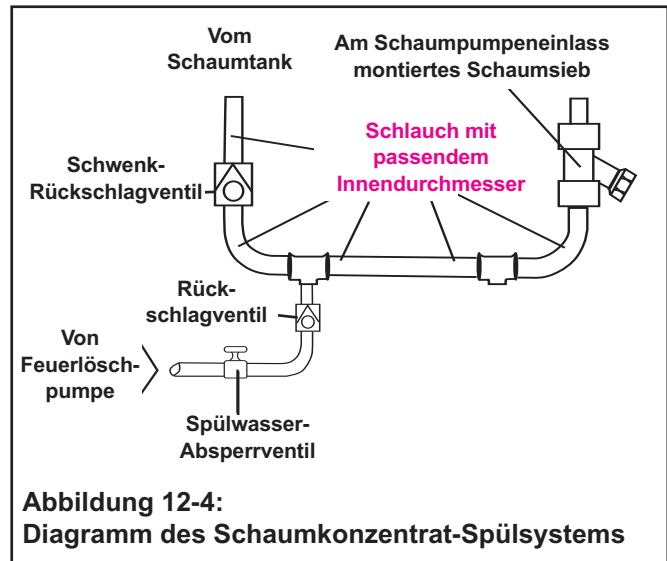 Vom
Schaumtank
Am Schaumpumpeneinlass
montiertes Schaumsieb
Schlauch mit
passendem
Innendurchmesser
Schwenk-
Rückschlagventil
Rück-
schlagventil
Von
Feuerlösch-
pumpe
Spülwasser-
Absperrventil
Abbildung 12-4:
Diagramm des Schaumkonzentrat-Spülsystems